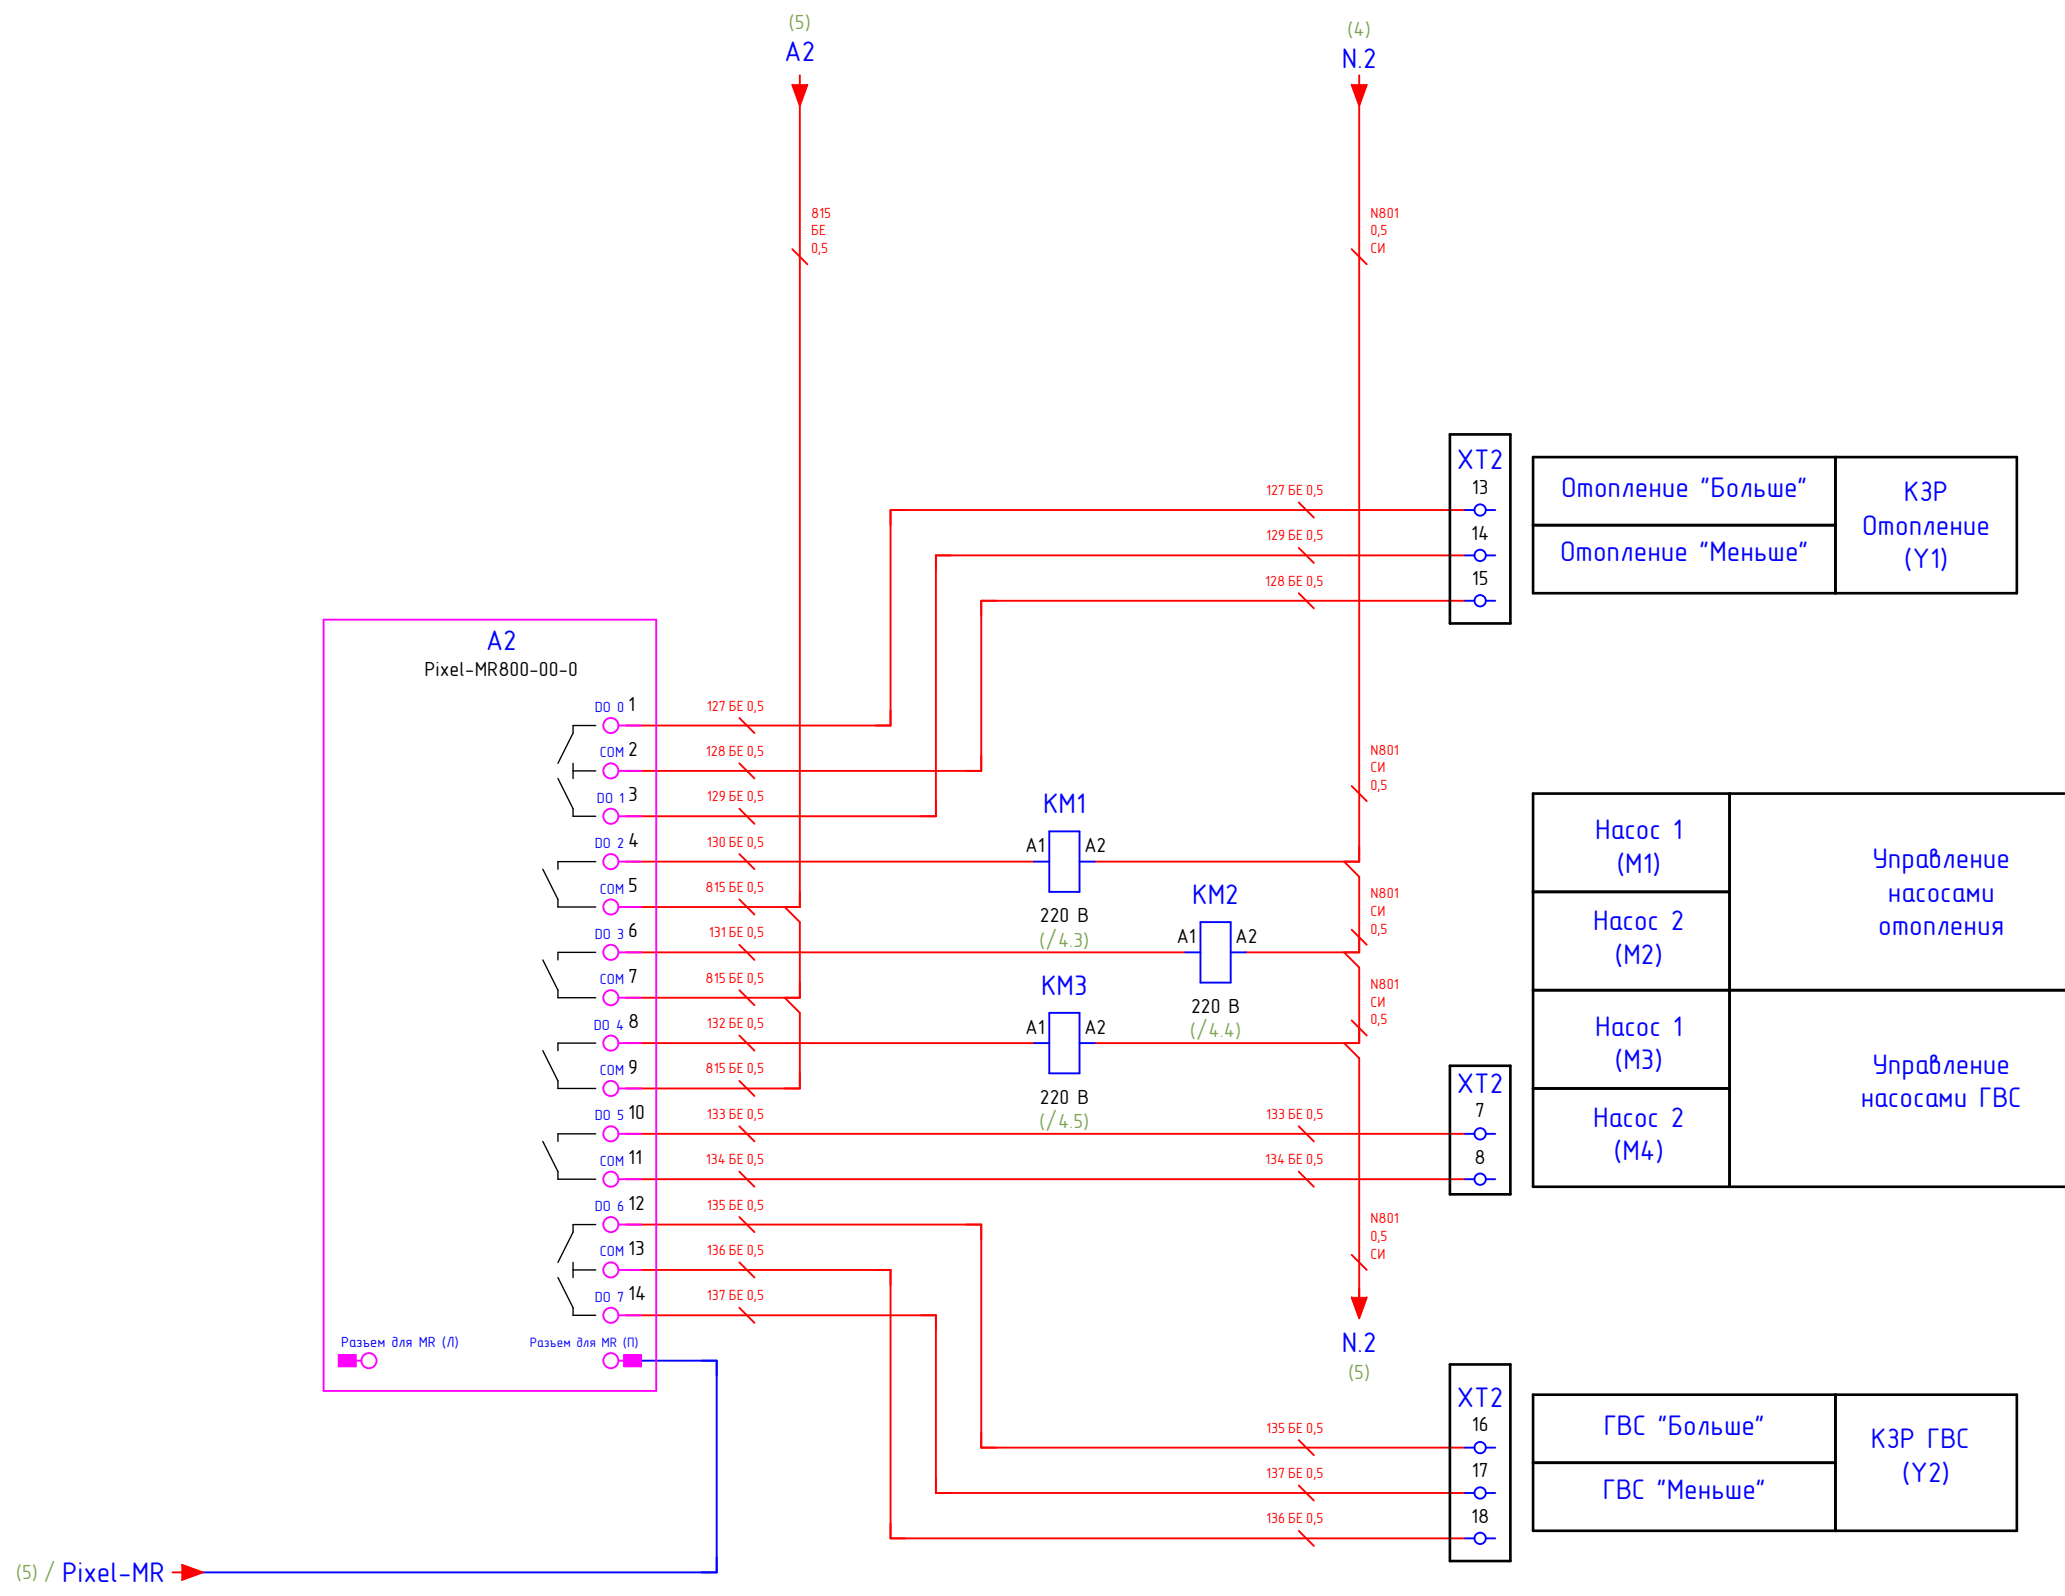 (5)
A2
(4)
N.2
815
БЕ
0,5
N801
0,5
СИ
XT2
13
14
15
127 БЕ 0,5
129 БЕ 0,5
128 БЕ 0,5
Отопление "Больше"
Отопление "Меньше"
КЗР
Отопление
(Y1)
A2
Pixel-MR800-00-0
DO 0 1
COM 2
DO 1 3
DO 2 4
COM 5
DO 3 6
COM 7
DO 4 8
COM 9
DO 5 10
COM 11
DO 6 12
COM 13
DO 7 14
Разъем для MR (Л)
Разъем для MR (П)
127 БЕ 0,5
128 БЕ 0,5
129 БЕ 0,5
130 БЕ 0,5
815 БЕ 0,5
131 БЕ 0,5
815 БЕ 0,5
132 БЕ 0,5
815 БЕ 0,5
133 БЕ 0,5
134 БЕ 0,5
135 БЕ 0,5
136 БЕ 0,5
137 БЕ 0,5
KM1
A1 A2
220 В
(/4.3)
KM2
A1 A2
220 В
(/4.4)
KM3
A1 A2
220 В
(/4.5)
N801
СИ
0,5
N801
СИ
0,5
N801
СИ
0,5
Насос 1
(M1)
Насос 2
(M2)
Управление
насосами
отопления
Насос 1
(M3)
Насос 2
(M4)
Управление
насосами ГВС
XT2
7
8
133 БЕ 0,5
134 БЕ 0,5
N801
0,5
СИ
N.2
(5)
XT2
16
17
18
135 БЕ 0,5
137 БЕ 0,5
136 БЕ 0,5
ГВС "Больше"
ГВС "Меньше"
КЗР ГВС
(Y2)
(5) / Pixel-MR